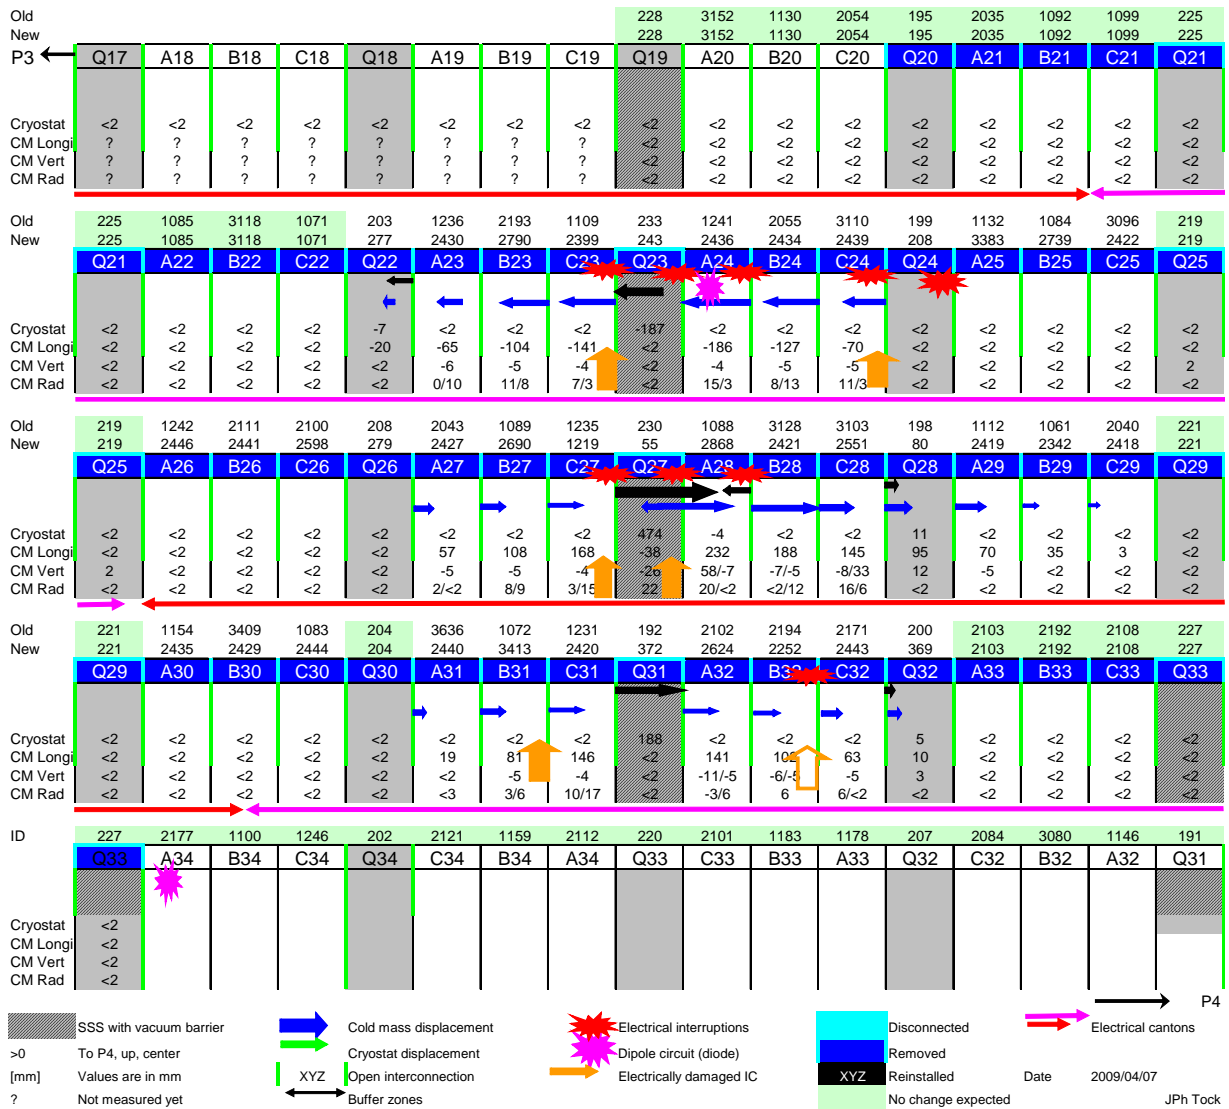 Old 228 3152 1130 2054 195 2035 1092 1099 225
New 228 3152 1130 2054 195 2035 1092 1099 225
P3 Q17 A18 B18 C18 Q18 A19 B19 C19 Q19 A20 B20 C20 Q20 A21 B21 C21 Q21
Cryostat <2 <2 <2 <2 <2 <2 <2 <2 <2 <2 <2 <2 <2 <2 <2 <2 <2
CM Longi ? ? ? ? ? ? ? ? <2 <2 <2 <2 <2 <2 <2 <2 <2
CM Vert ? ? ? ? ? ? ? ? <2 <2 <2 <2 <2 <2 <2 <2 <2
CM Rad ? ? ? ? ? ? ? ? <2 <2 <2 <2 <2 <2 <2 <2 <2
Old 225 1085 3118 1071 203 1236 2193 1109 233 1241 2055 3110 199 1132 1084 3096 219
New 225 1085 3118 1071 277 2430 2790 2399 243 2436 2434 2439 208 3383 2739 2422 219
Q21 A22 B22 C22 Q22 A23 B23 C23 Q23 A24 B24 C24 Q24 A25 B25 C25 Q25
Cryostat <2 <2 <2 <2 -7 <2 <2 <2 -187 <2 <2 <2 <2 <2 <2 <2 <2
CM Longi <2 <2 <2 <2 -20 -65 -104 -141 <2 -186 -127 -70 <2 <2 <2 <2 <2
CM Vert <2 <2 <2 <2 <2 -6 -5 -4 <2 -4 -5 -5 <2 <2 <2 <2 2
CM Rad <2 <2 <2 <2 <2 0/10 11/8 7/3 <2 15/3 8/13 11/3 <2 <2 <2 <2 <2
Old 219 1242 2111 2100 208 2043 1089 1235 230 1088 3128 3103 198 1112 1061 2040 221
New 219 2446 2441 2598 279 2427 2690 1219 55 2868 2421 2551 80 2419 2342 2418 221
Q25 A26 B26 C26 Q26 A27 B27 C27 Q27 A28 B28 C28 Q28 A29 B29 C29 Q29
Cryostat <2 <2 <2 <2 <2 <2 <2 <2 474 -4 <2 <2 11 <2 <2 <2 <2
CM Longi <2 <2 <2 <2 <2 57 108 168 -38 232 188 145 95 70 35 3 <2
CM Vert 2 <2 <2 <2 <2 -5 -5 -4 -26 58/-7 -7/-5 -8/33 12 -5 <2 <2 <2
CM Rad <2 <2 <2 <2 <2 2/<2 8/9 3/15 22 20/<2 <2/12 16/6 <2 <2 <2 <2 <2
Old 221 1154 3409 1083 204 3636 1072 1231 192 2102 2194 2171 200 2103 2192 2108 227
New 221 2435 2429 2444 204 2440 3413 2420 372 2624 2252 2443 369 2103 2192 2108 227
Q29 A30 B30 C30 Q30 A31 B31 C31 Q31 A32 B32 C32 Q32 A33 B33 C33 Q33
Cryostat <2 <2 <2 <2 <2 <2 <2 <2 188 <2 <2 <2 5 <2 <2 <2 <2
CM Longi <2 <2 <2 <2 <2 19 81 146 <2 141 102 63 10 <2 <2 <2 <2
CM Vert <2 <2 <2 <2 <2 <2 -5 -4 <2 -11/-5 -6/-5 -5 3 <2 <2 <2 <2
CM Rad <2 <2 <2 <2 <2 <3 3/6 10/17 <2 -3/6 6 6/<2 <2 <2 <2 <2 <2
ID 227 2177 1100 1246 202 2121 1159 2112 220 2101 1183 1178 207 2084 3080 1146 191
Q33 A34 B34 C34 Q34 C34 B34 A34 Q33 C33 B33 A33 Q32 C32 B32 A32 Q31
Cryostat <2
CM Longi <2
CM Vert <2
CM Rad <2
P4
SSS with vacuum barrier Cold mass displacement Electrical interruptions Disconnected Electrical cantons
>0 To P4, up, center Cryostat displacement Dipole circuit (diode) Removed
[mm] Values are in mm XYZ Open interconnection Electrically damaged IC XYZ Reinstalled Date 2009/04/07
? Not measured yet Buffer zones No change expected JPh Tock